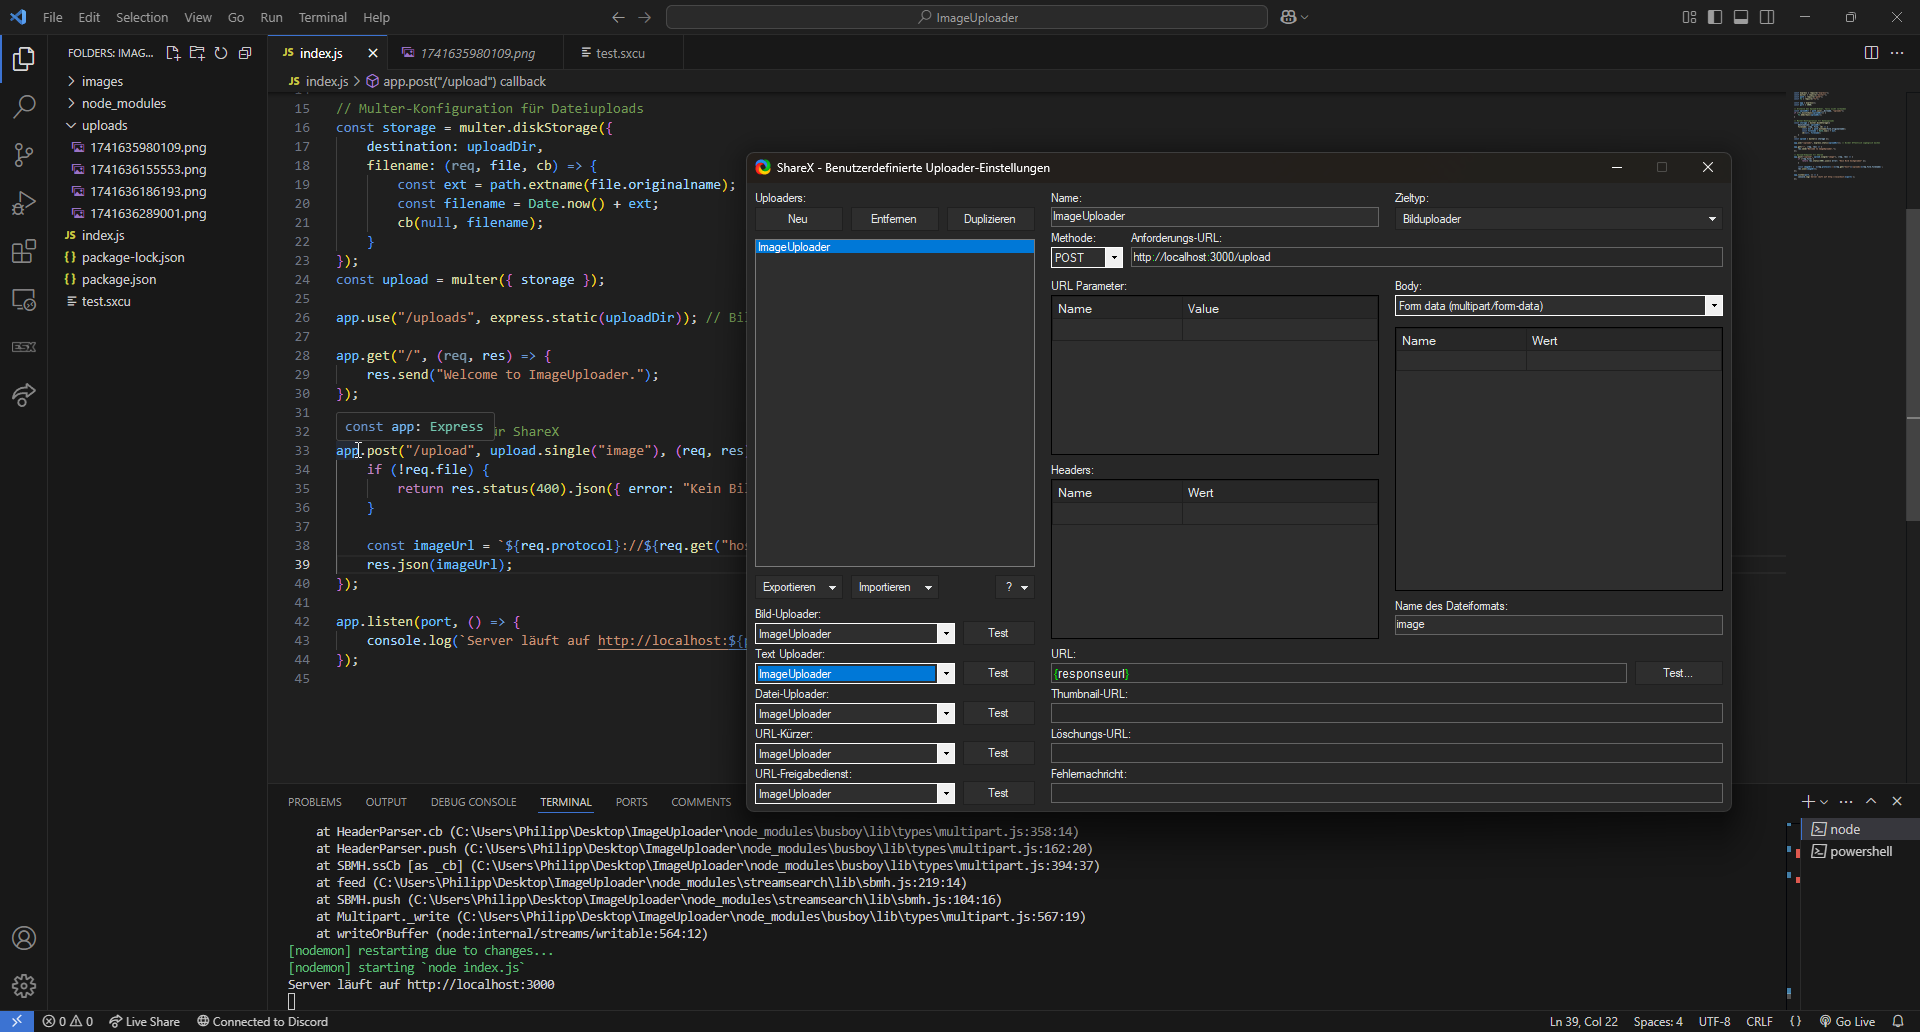 File Edit Selection View Go Run Terminal Help
ImageUploader
FOLDERS: IMAG...
images
node_modules
uploads
1741635980109.png
1741636155553.png
1741636186193.png
1741636289001.png
index.js
package-lock.json
package.json
test.sxcu
JS index.js
1741635980109.png
test.sxcu
JS index.js > app.post("/upload") callback
15 // Multer-Konfiguration für Dateiuploads
16 const storage = multer.diskStorage({
17 destination: uploadDir,
18 filename: (req, file, cb) => {
19 const ext = path.extname(file.originalname);
20 const filename = Date.now() + ext;
21 cb(null, filename);
22 }
23 });
24 const upload = multer({ storage });
25
26 app.use("/uploads", express.static(uploadDir)); // Bi
27
28 app.get("/", (req, res) => {
29 res.send("Welcome to ImageUploader.");
30 });
31
const app: Express
32 ür ShareX
33 app.post("/upload", upload.single("image"), (req, res
34 if (!req.file) {
35 return res.status(400).json({ error: "Kein Bi
36 }
37
38 const imageUrl = `${req.protocol}://${req.get("ho
39 res.json(imageUrl);
40 });
41
42 app.listen(port, () => {
43 console.log(`Server läuft auf http://localhost:${
44 });
45
ShareX - Benutzerdefinierte Uploader-Einstellungen
Uploaders:
Neu Entfernen Duplizieren
ImageUploader
Exportieren Importieren ?
Bild-Uploader:
ImageUploader Test
Text Uploader:
ImageUploader Test
Datei-Uploader:
ImageUploader Test
URL-Kürzer:
ImageUploader Test
URL-Freigabedienst:
ImageUploader Test
Name:
ImageUploader
Zieltyp:
Bilduploader
Methode: Anforderungs-URL:
POST http://localhost:3000/upload
URL Parameter:
Name Value
Headers:
Name Wert
Body:
Form data (multipart/form-data)
Name Wert
Name des Dateiformats:
image
URL:
{responseurl} Test...
Thumbnail-URL:
Löschungs-URL:
Fehlernachricht:
PROBLEMS OUTPUT DEBUG CONSOLE TERMINAL PORTS COMMENTS
at HeaderParser.cb (C:\Users\Philipp\Desktop\ImageUploader\node_modules\busboy\lib\types\multipart.js:358:14)
at HeaderParser.push (C:\Users\Philipp\Desktop\ImageUploader\node_modules\busboy\lib\types\multipart.js:162:20)
at SBMH.ssCb [as _cb] (C:\Users\Philipp\Desktop\ImageUploader\node_modules\busboy\lib\types\multipart.js:394:37)
at feed (C:\Users\Philipp\Desktop\ImageUploader\node_modules\streamsearch\lib\sbmh.js:219:14)
at SBMH.push (C:\Users\Philipp\Desktop\ImageUploader\node_modules\streamsearch\lib\sbmh.js:104:16)
at Multipart._write (C:\Users\Philipp\Desktop\ImageUploader\node_modules\busboy\lib\types\multipart.js:567:19)
at writeOrBuffer (node:internal/streams/writable:564:12)
[nodemon] restarting due to changes...
[nodemon] starting `node index.js`
Server läuft auf http://localhost:3000
node
powershell
ESX
0 0 Live Share Connected to Discord
Ln 39, Col 22 Spaces: 4 UTF-8 CRLF {} Go Live